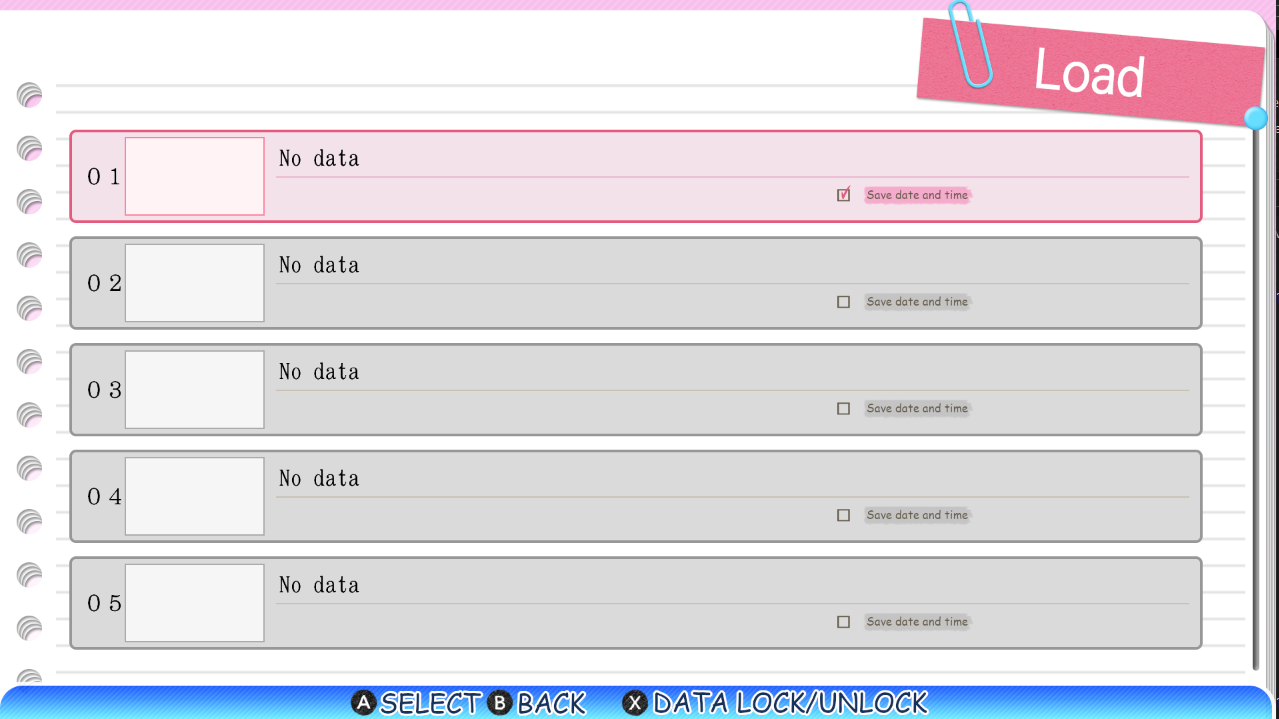 Load
01
No data
Save date and time
02
No data
Save date and time
03
No data
Save date and time
04
No data
Save date and time
05
No data
Save date and time
A SELECT B BACK X DATA LOCK/UNLOCK